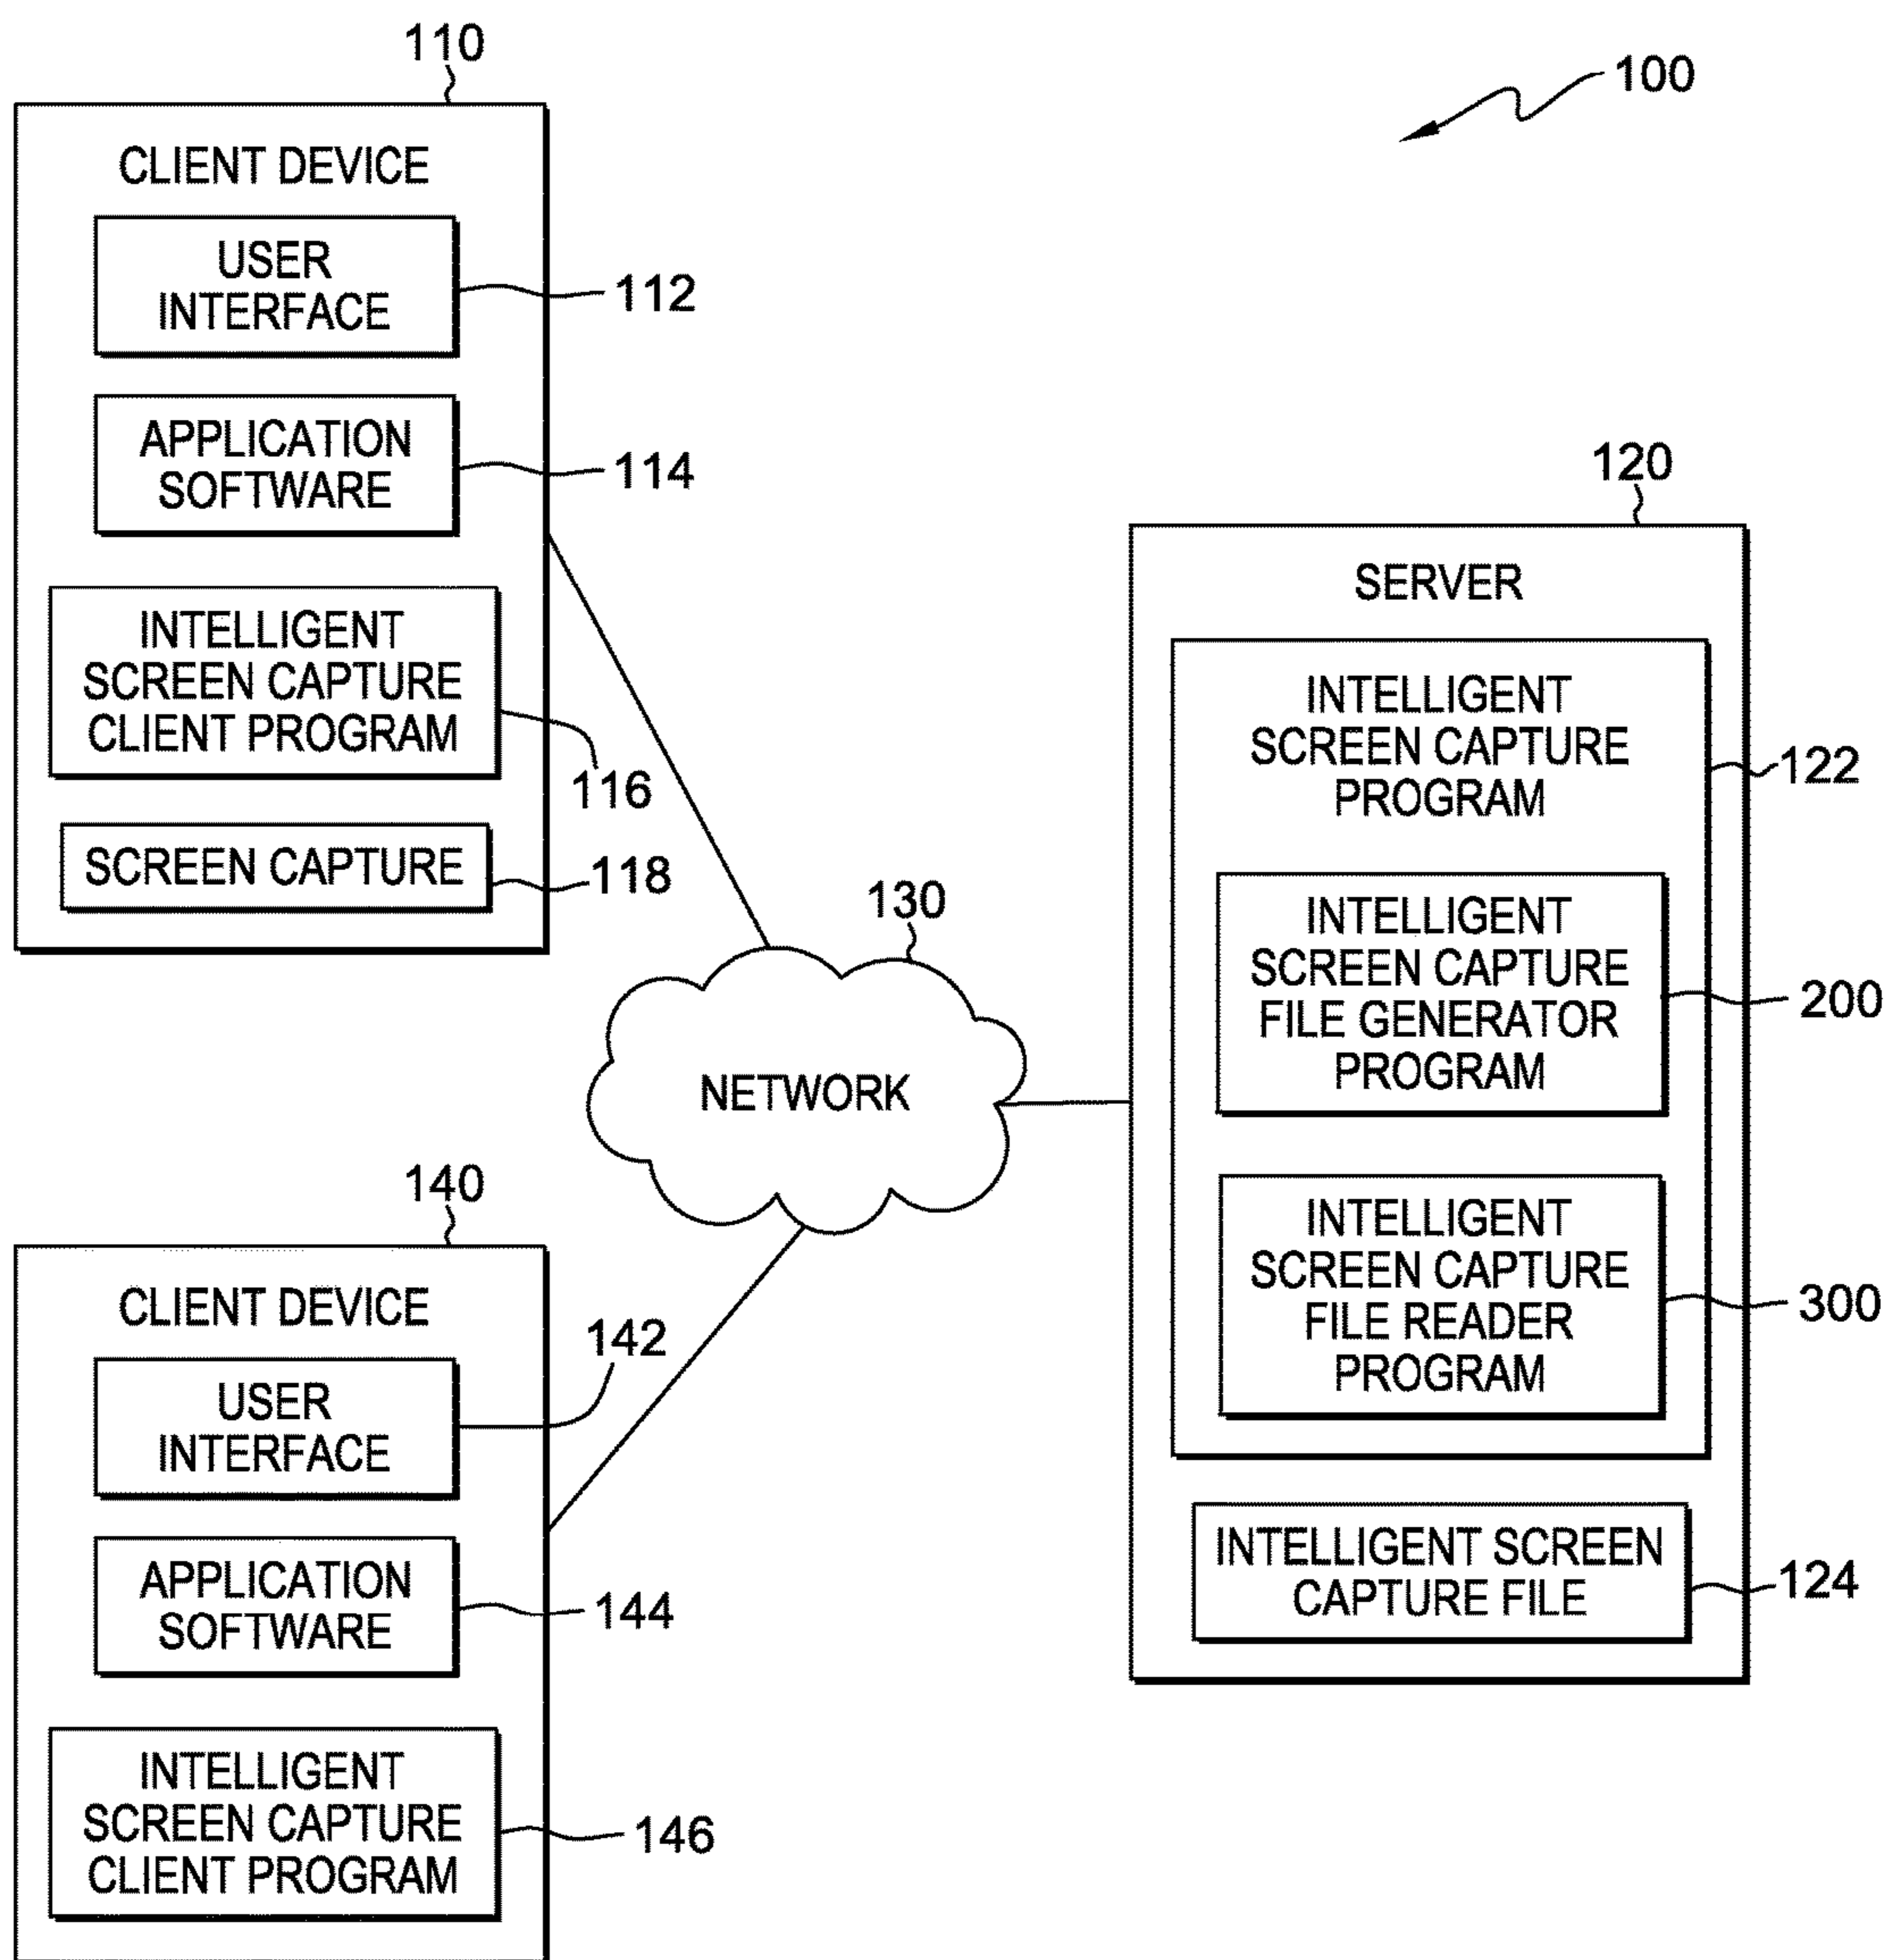 110
100
CLIENT DEVICE
USER
INTERFACE
112
APPLICATION
SOFTWARE
114
INTELLIGENT
SCREEN CAPTURE
CLIENT PROGRAM
116
SCREEN CAPTURE
118
130
NETWORK
120
SERVER
INTELLIGENT
SCREEN CAPTURE
PROGRAM
122
INTELLIGENT
SCREEN CAPTURE
FILE GENERATOR
PROGRAM
200
INTELLIGENT
SCREEN CAPTURE
FILE READER
PROGRAM
300
INTELLIGENT SCREEN
CAPTURE FILE
124
140
CLIENT DEVICE
142
USER
INTERFACE
APPLICATION
SOFTWARE
144
INTELLIGENT
SCREEN CAPTURE
CLIENT PROGRAM
146